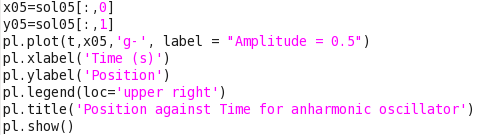 x05=sol05[:,0]
y05=sol05[:,1]
pl.plot(t,x05,'g-', label = "Amplitude = 0.5")
pl.xlabel('Time (s)')
pl.ylabel('Position')
pl.legend(loc='upper right')
pl.title('Position against Time for anharmonic oscillator')
pl.show()